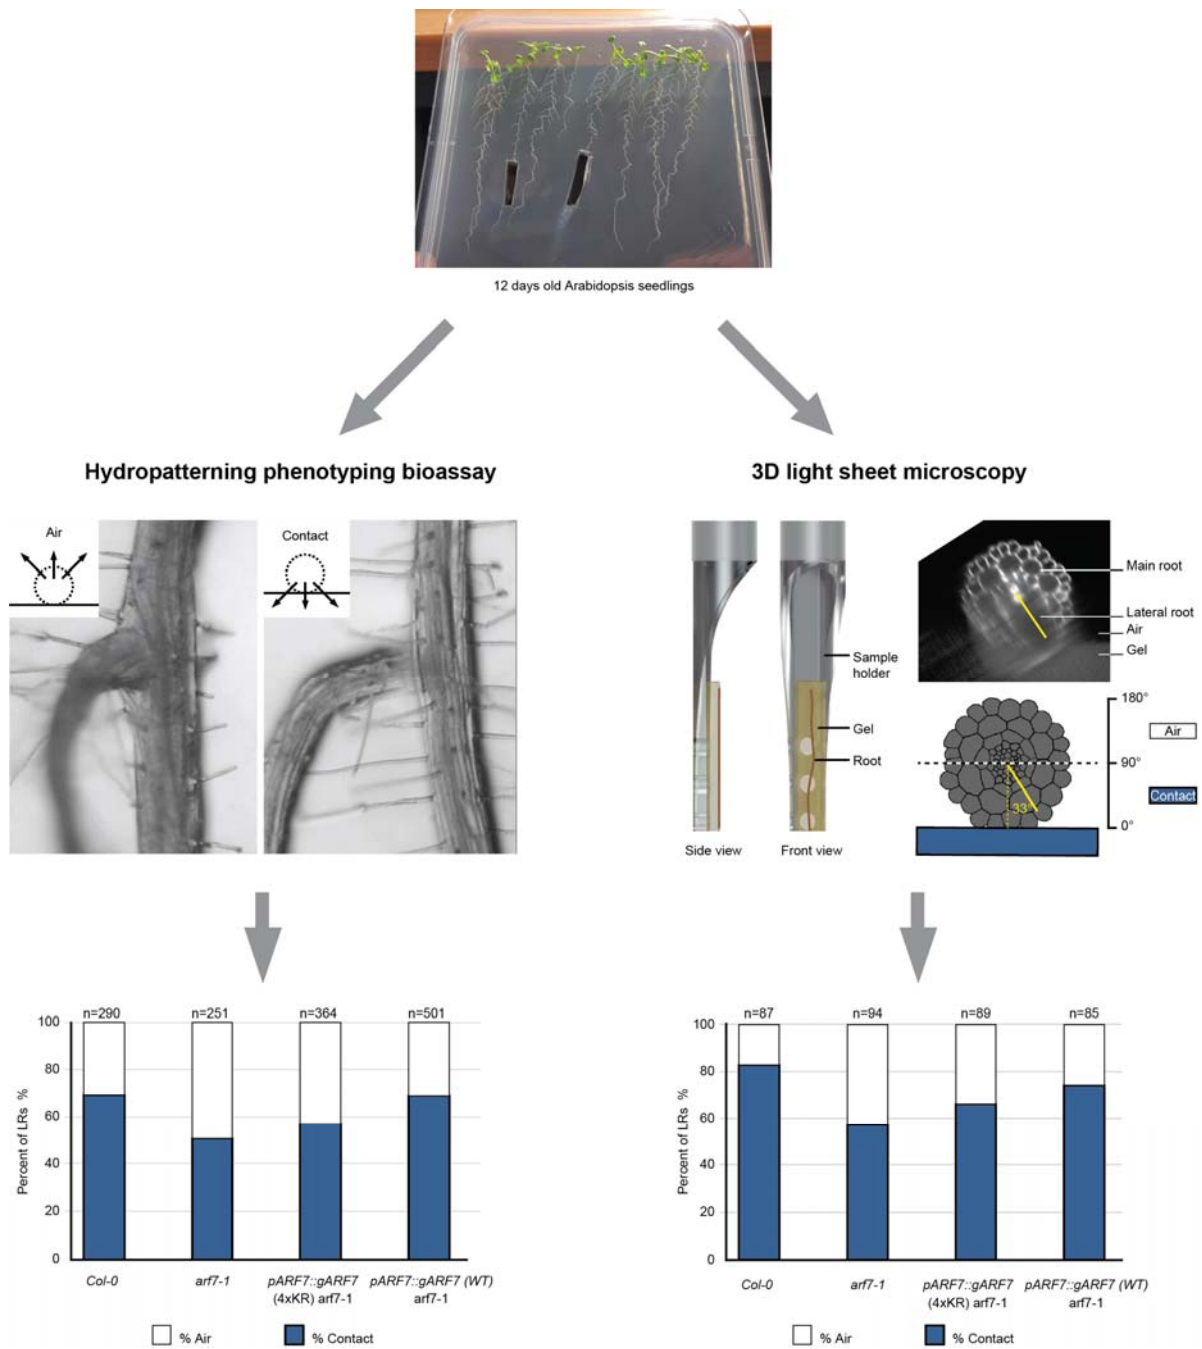 12 days old Arabidopsis seedlings
Hydropatterning phenotyping bioassay
Air
Contact
3D light sheet microscopy
Sample
holder
Gel
Root
Side view
Front view
Main root
Lateral root
Air
Gel
180°
Air
90°
Contact
33°
0°
n=290
n=251
n=364
n=501
100
80
60
40
20
0
Percent of LRs %
Col-0
arf7-1
pARF7::gARF7
(4xKR) arf7-1
pARF7::gARF7 (WT)
arf7-1
% Air
% Contact
n=87
n=94
n=89
n=85
100
80
60
40
20
0
Percent of LRs %
Col-0
arf7-1
pARF7::gARF7
(4xKR) arf7-1
pARF7::gARF7 (WT)
arf7-1
% Air
% Contact